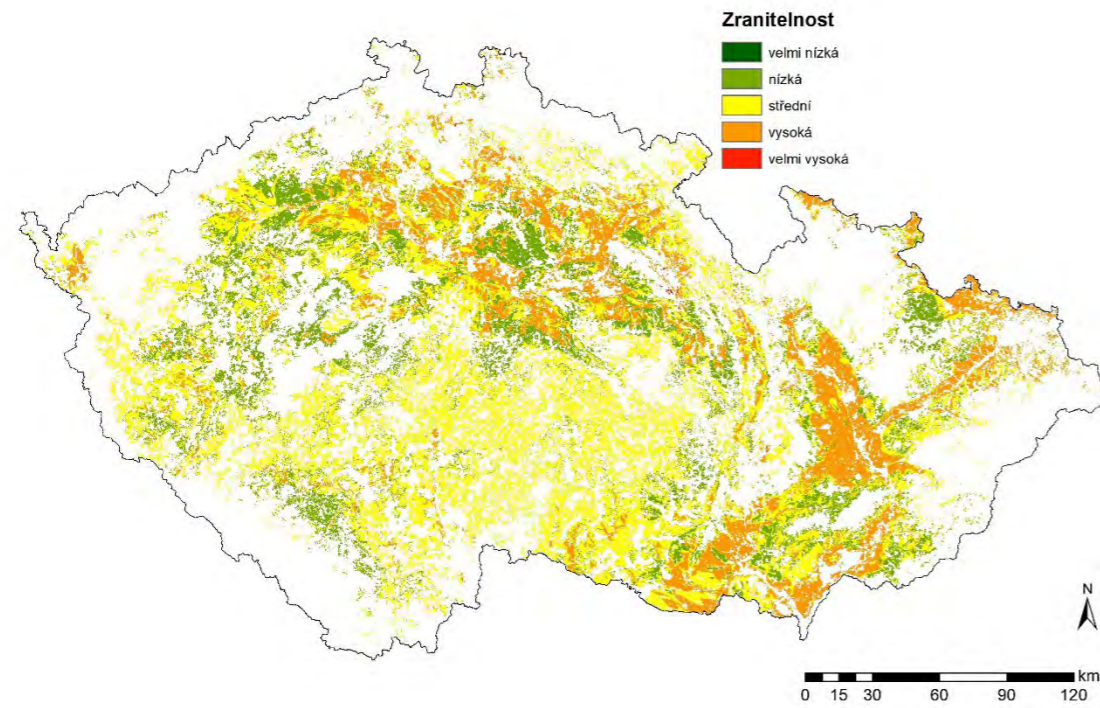 Zranitelnost
velmi nízká
nízká
střední
vysoká
velmi vysoká
N
km
0 15 30 60 90 120